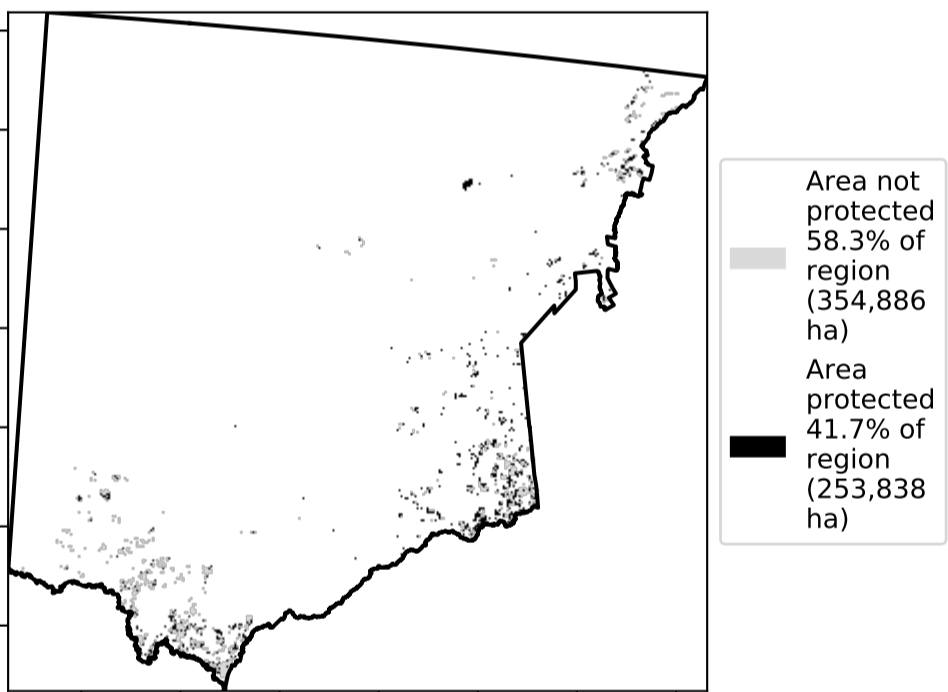 Area not
protected
58.3% of
region
(354,886
ha)
Area
protected
41.7% of
region
(253,838
ha)